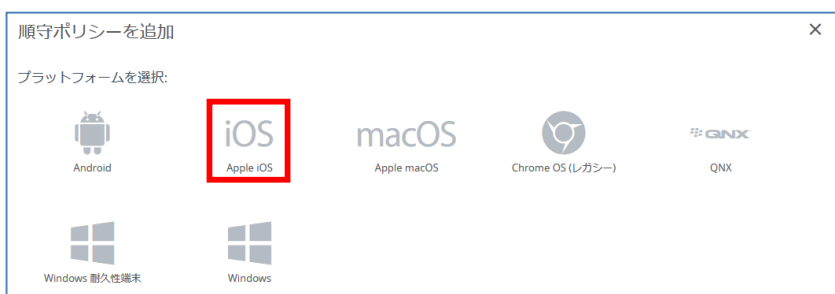 順守ポリシーを追加
プラットフォームを選択:
iOS
macOS
QNX
Android
Apple iOS
Apple macOS
Chrome OS (レガシー)
QNX
Windows 耐久性端末
Windows